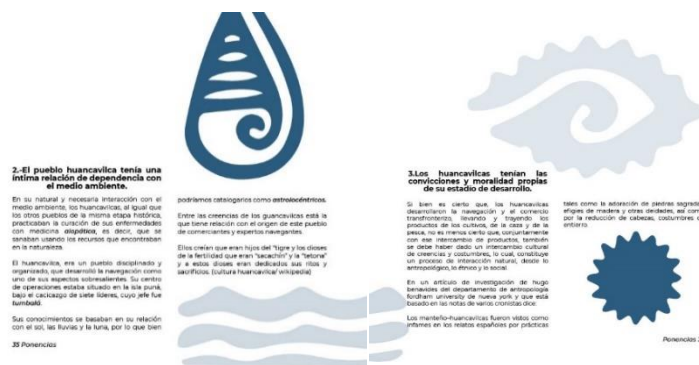 2.-El pueblo huancavilca tenía una
íntima relación de dependencia con
el medio ambiente.
En su natural y necesaria interacción con el
medio ambiente, los huancavilcas, al igual que
los otros pueblos de la misma etapa histórica,
practicaban la curación de sus enfermedades
con medicina alopática, es decir, que se
sanaban usando los recursos que encontraban
en la naturaleza.
El huancavilca, era un pueblo disciplinado y
organizado, que desarrolló la navegación como
uno de sus aspectos sobresalientes. Su centro
de operaciones estaba situado en la isla puná,
bajo el cacicazgo de siete líderes, cuyo jefe fue
tumbalá.
Sus conocimientos se basaban en su relación
con el sol, las lluvias y la luna, por lo que bien
35 Ponencias
podríamos catalogarlos como astrolocéntricos.
Entre las creencias de los guancavilcas está la
que tiene relación con el origen de este pueblo
de comerciantes y expertos navegantes.
Ellos creían que eran hijos del "tigre y los dioses
de la fertilidad que eran "sacachín" y la "tetona"
y a estos dioses eran dedicados sus ritos y
sacrificios. (cultura huancavilca/ wikipedia)
3.Los huancavilcas tenían las
convicciones y moralidad propias
de su estadio de desarrollo.
Si bien es cierto que, los huancavilcas
desarrollaron la navegación y el comercio
transfronterizo, llevando y trayendo los
productos de los cultivos, de la caza y de la
pesca, no es menos cierto que, conjuntamente
con ese intercambio de productos, también
se debe haber dado un intercambio cultural
de creencias y costumbres, lo cual, constituye
un proceso de interacción natural, desde lo
antropológico, lo étnico y lo social.
En un artículo de investigación de hugo
benavides del departamento de antropología
fordham university de nueva york y que está
basado en las notas de varios cronistas dice:
Los manteño-huancavilcas fueron vistos como
infames en los relatos españoles por prácticas
tales como la adoración de piedras sagradas
efigies de madera y otras deidades, así com
por la reducción de cabezas, costumbres d
entierro.
Ponencias